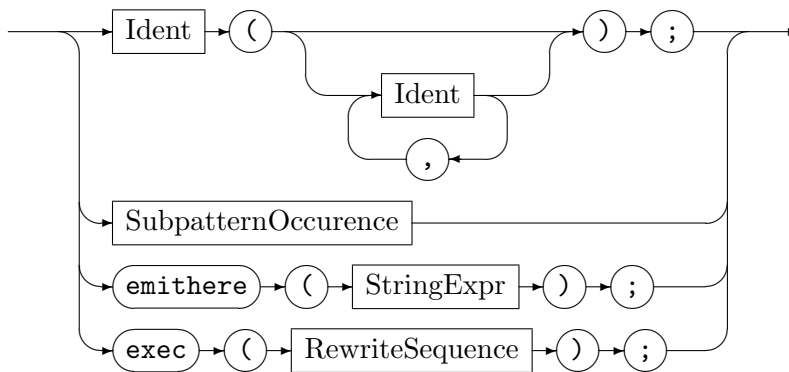 Ident ( ) ;
Ident
,
SubpatternOccurence
emithere ( StringExpr ) ;
exec ( RewriteSequence ) ;